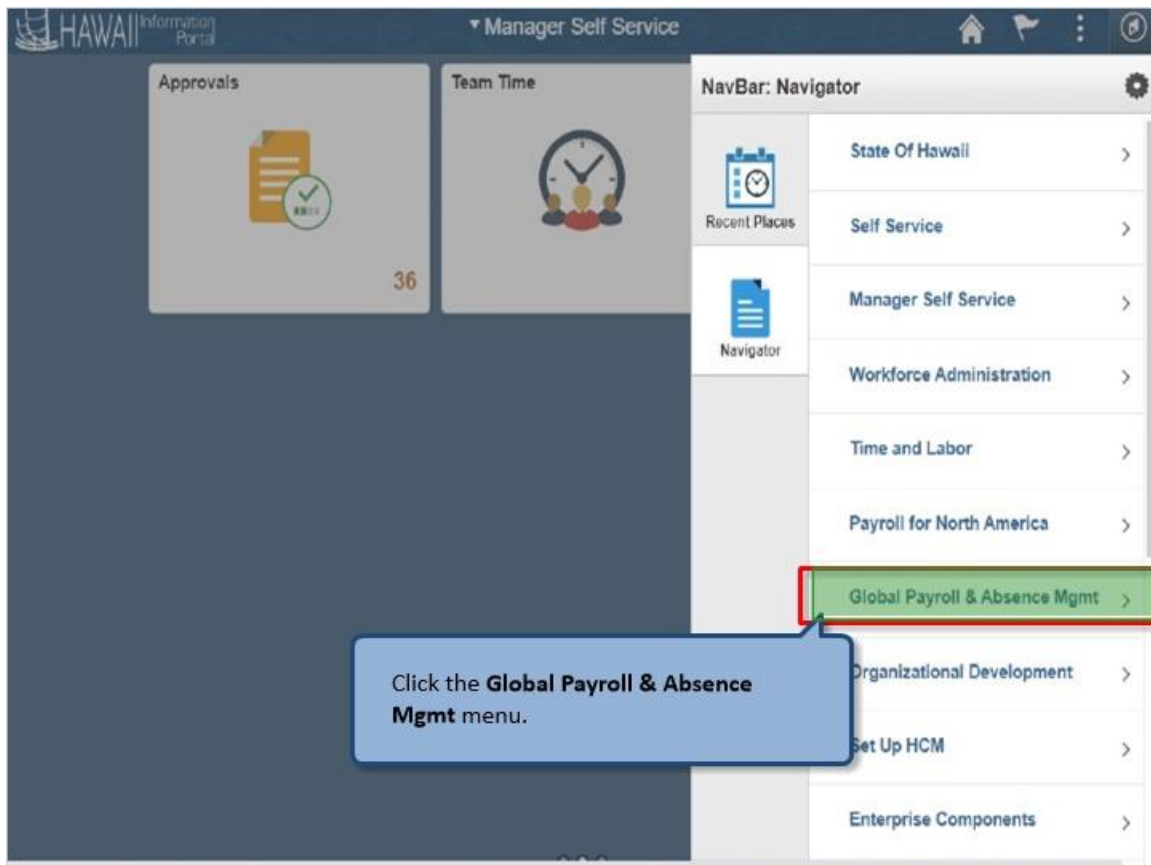 HAWAII Information
Portal
Manager Self Service
Approvals
36
Team Time
NavBar: Navigator
Recent Places
Navigator
State Of Hawaii
Self Service
Manager Self Service
Workforce Administration
Time and Labor
Payroll for North America
Global Payroll & Absence Mgmt
Organizational Development
Set Up HCM
Enterprise Components
Click the Global Payroll & Absence
Mgmt menu.